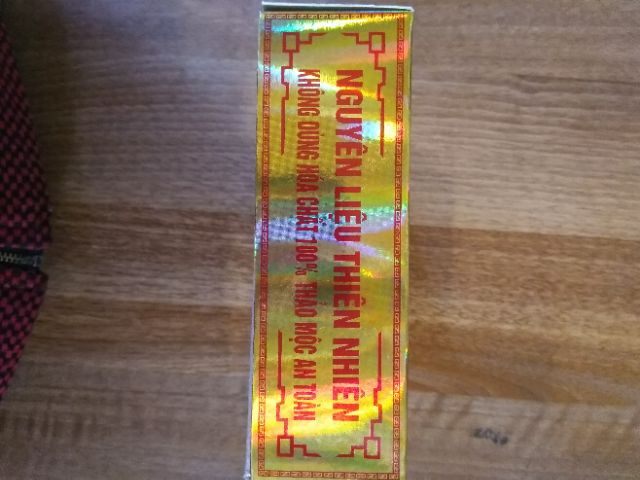 NGUYÊN LIỆU THIÊN NHIÊN
KHÔNG DÙNG HÓA CHẤT 100% THẢO MỘC AN TOÀN